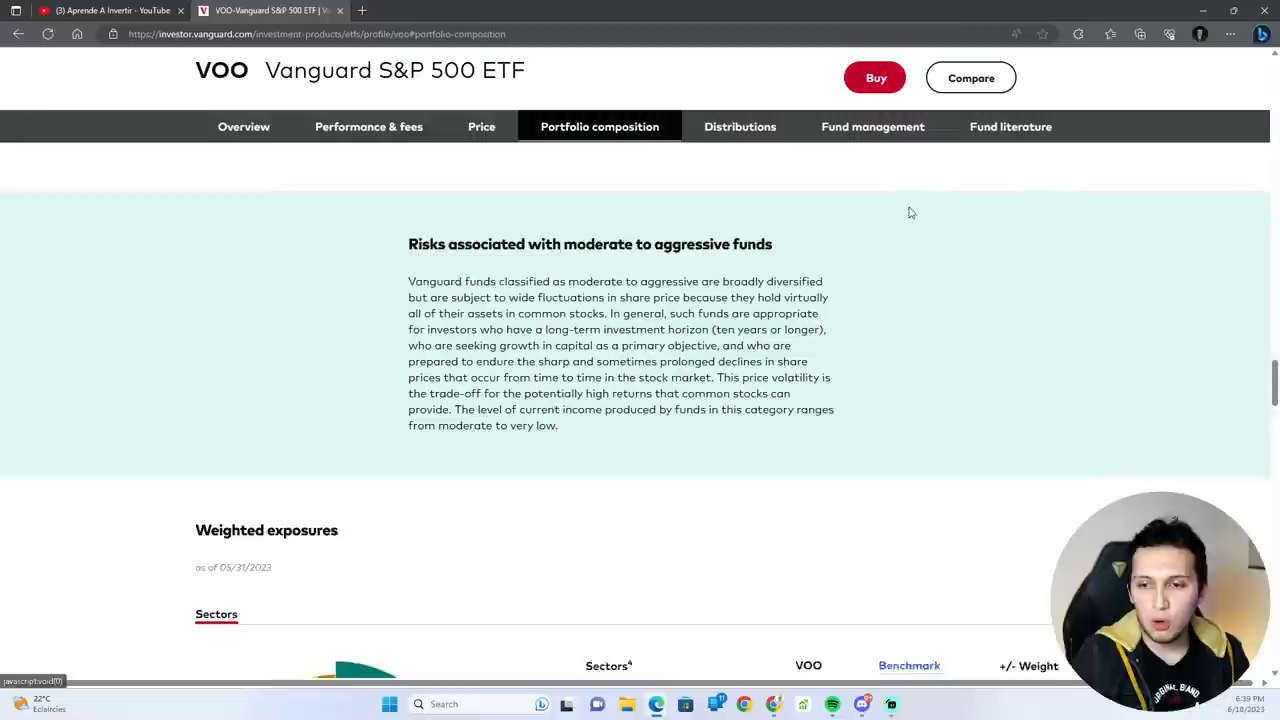 (3) Aprende A Invertir - YouTube
VOO-Vanguard S&P 500 ETF | V
https://investor.vanguard.com/investment-products/etfs/profile/voo#portfolio-composition
VOO Vanguard S&P 500 ETF
Buy
Compare
Overview
Performance & fees
Price
Portfolio composition
Distributions
Fund management
Fund literature
Risks associated with moderate to aggressive funds
Vanguard funds classified as moderate to aggressive are broadly diversified
but are subject to wide fluctuations in share price because they hold virtually
all of their assets in common stocks. In general, such funds are appropriate
for investors who have a long-term investment horizon (ten years or longer),
who are seeking growth in capital as a primary objective, and who are
prepared to endure the sharp and sometimes prolonged declines in share
prices that occur from time to time in the stock market. This price volatility is
the trade-off for the potentially high returns that common stocks can
provide. The level of current income produced by funds in this category ranges
from moderate to very low.
Weighted exposures
as of 05/31/2023
Sectors
Sectors⁴
VOO
Benchmark
+/- Weight
javascript:void(0)
22°C
Eclaircies
Search
11
6:39 PM
6/18/2023
ORIGINAL BRAND